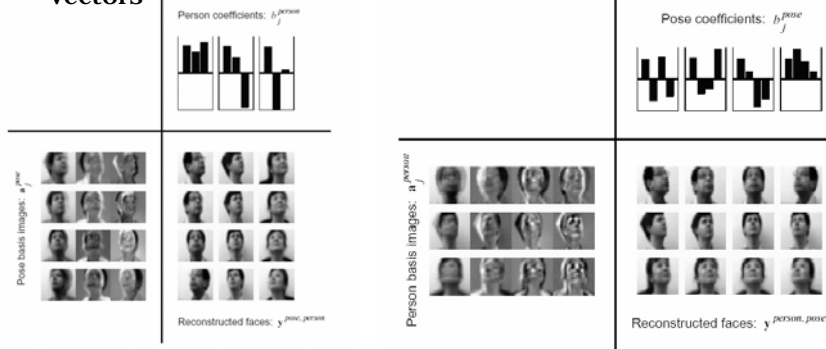 vectors
Person coefficients: b_j^{person}
Pose basis images: a_j^{pose}
Reconstructed faces: y^{pose, person}
Pose coefficients: b_j^{pose}
Person basis images: a_j^{person}
Reconstructed faces: y^{person, pose}